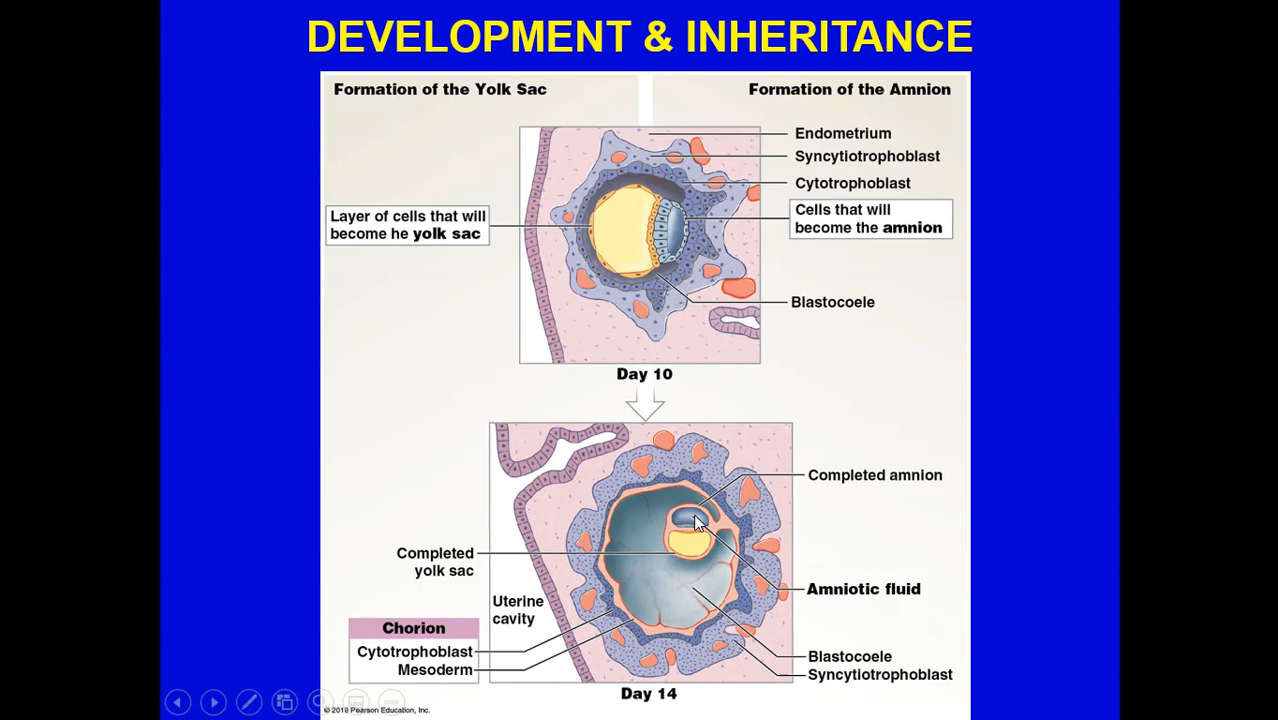 DEVELOPMENT & INHERITANCE
Formation of the Yolk Sac
Formation of the Amnion
Endometrium
Syncytiotrophoblast
Cytotrophoblast
Layer of cells that will
become he yolk sac
Cells that will
become the amnion
Blastocoele
Day 10
Completed amnion
Completed
yolk sac
Amniotic fluid
Uterine
cavity
Chorion
Cytotrophoblast
Mesoderm
Blastocoele
Syncytiotrophoblast
Day 14
© 2018 Pearson Education, Inc.